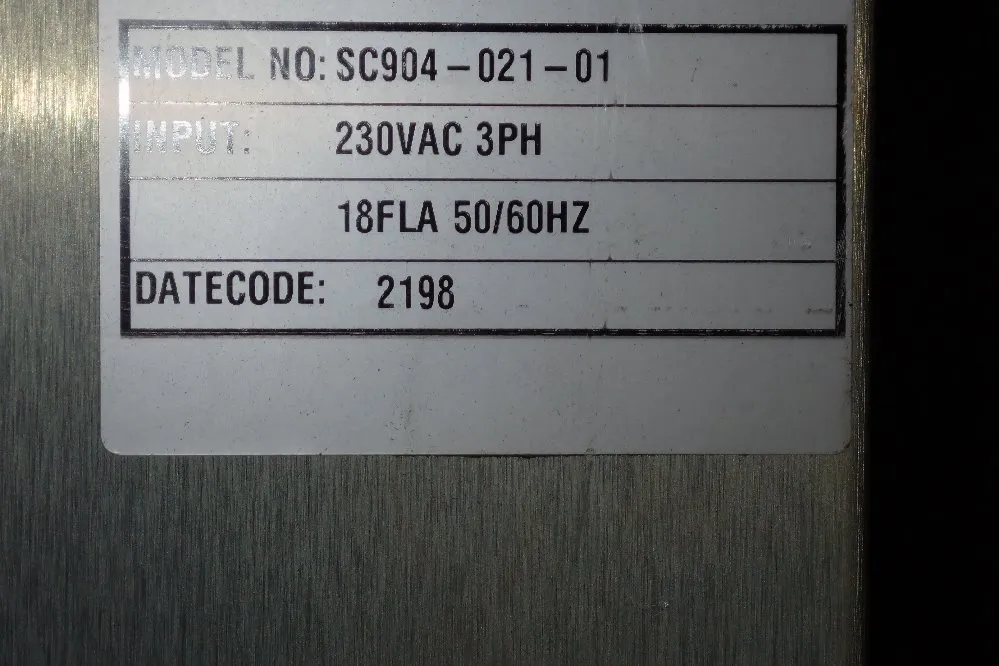 MODEL NO: SC904-021-01
INPUT: 230VAC 3PH
18FLA 50/60HZ
DATECODE: 2198